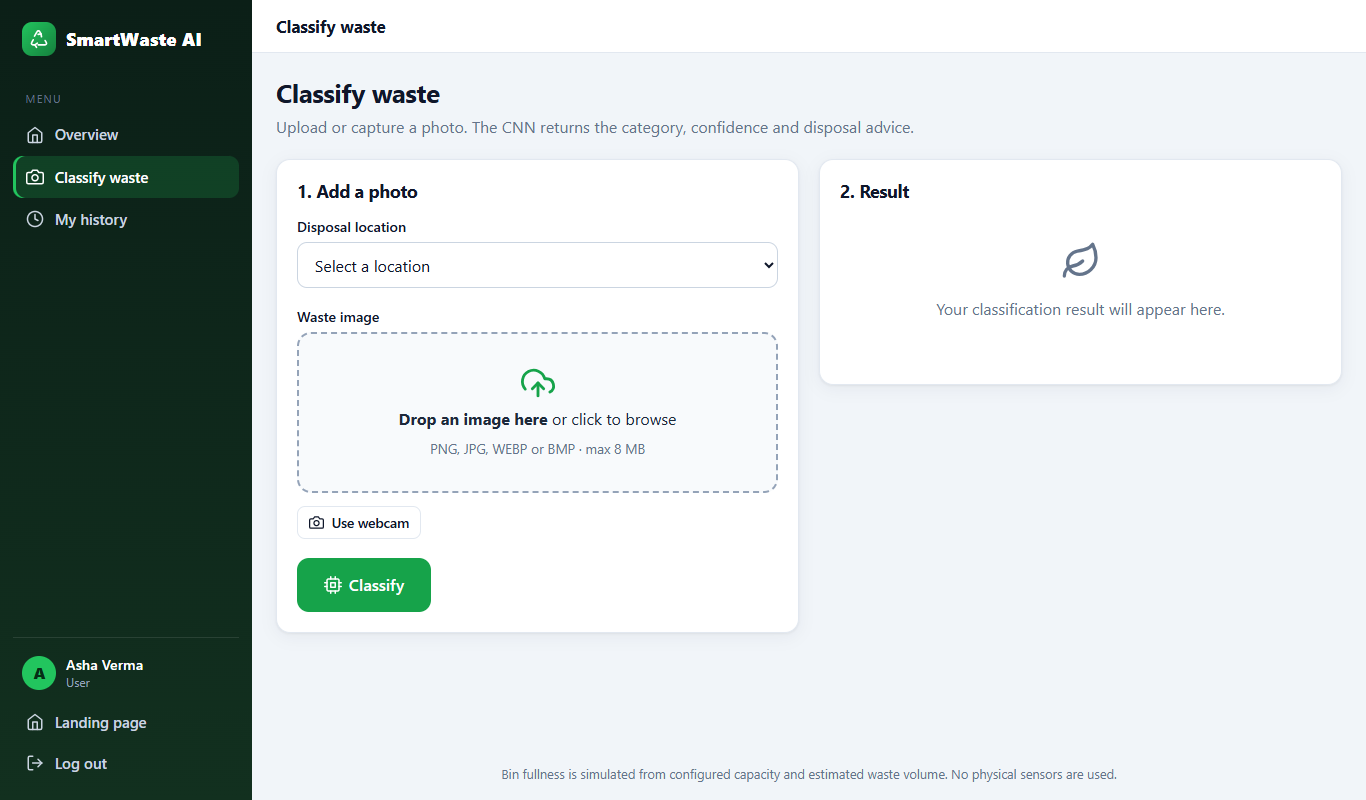 SmartWaste AI
MENU
Overview
Classify waste
My history
Asha Verma
A
User
Landing page
Log out
Classify waste
Classify waste
Upload or capture a photo. The CNN returns the category, confidence and disposal advice.
1. Add a photo
Disposal location
Select a location
Waste image
Drop an image here or click to browse
PNG, JPG, WEBP or BMP · max 8 MB
Use webcam
Classify
2. Result
Your classification result will appear here.
Bin fullness is simulated from configured capacity and estimated waste volume. No physical sensors are used.